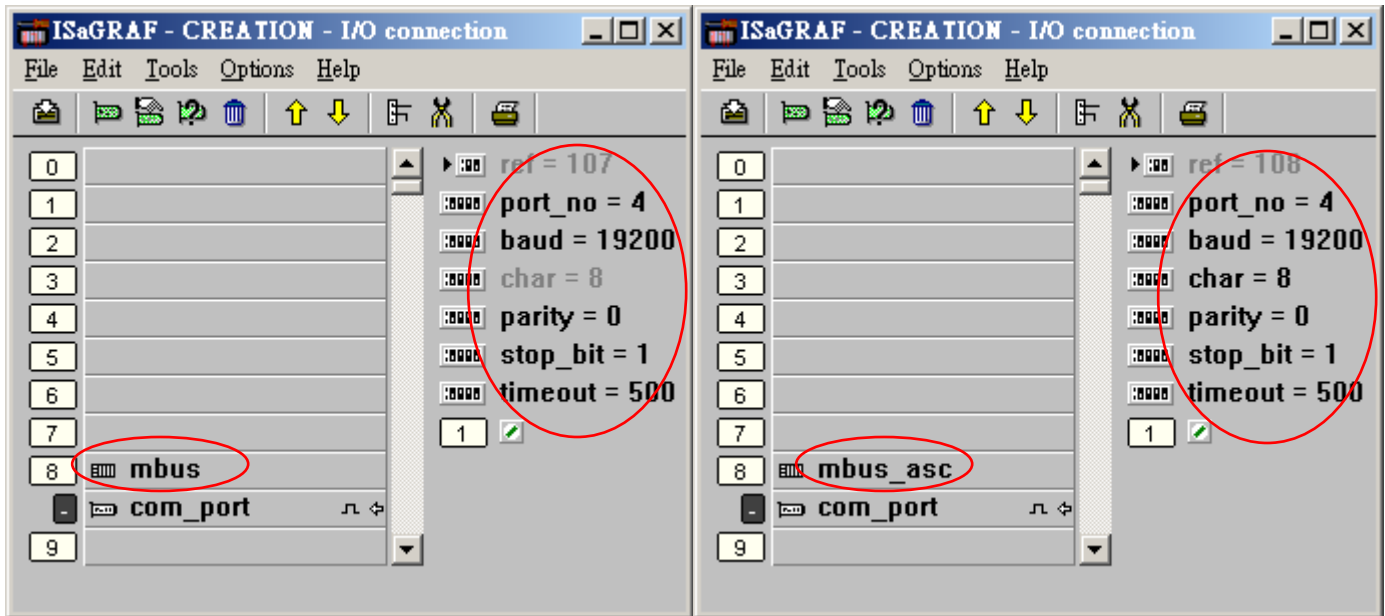 ISaGRAF - CREATION - I/O connection
File Edit Tools Options Help
0
1
2
3
4
5
6
7
8 mbus
- com_port
9
ref = 107
port_no = 4
baud = 19200
char = 8
parity = 0
stop_bit = 1
timeout = 500
1
ISaGRAF - CREATION - I/O connection
File Edit Tools Options Help
0
1
2
3
4
5
6
7
8 mbus_asc
- com_port
9
ref = 108
port_no = 4
baud = 19200
char = 8
parity = 0
stop_bit = 1
timeout = 500
1